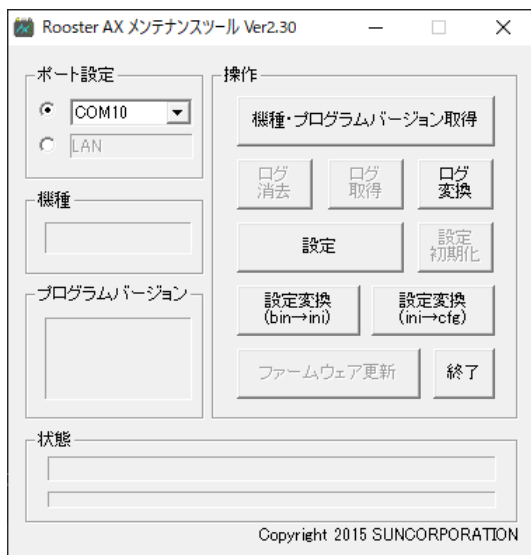 Rooster AX メンテナンスツール Ver2.30
ポート設定
COM10
LAN
機種
プログラムバージョン
操作
機種・プログラムバージョン取得
ログ
消去
ログ
取得
ログ
変換
設定
設定
初期化
設定変換
(bin→ini)
設定変換
(ini→cfg)
ファームウェア更新
終了
状態
Copyright 2015 SUNCORPORATION